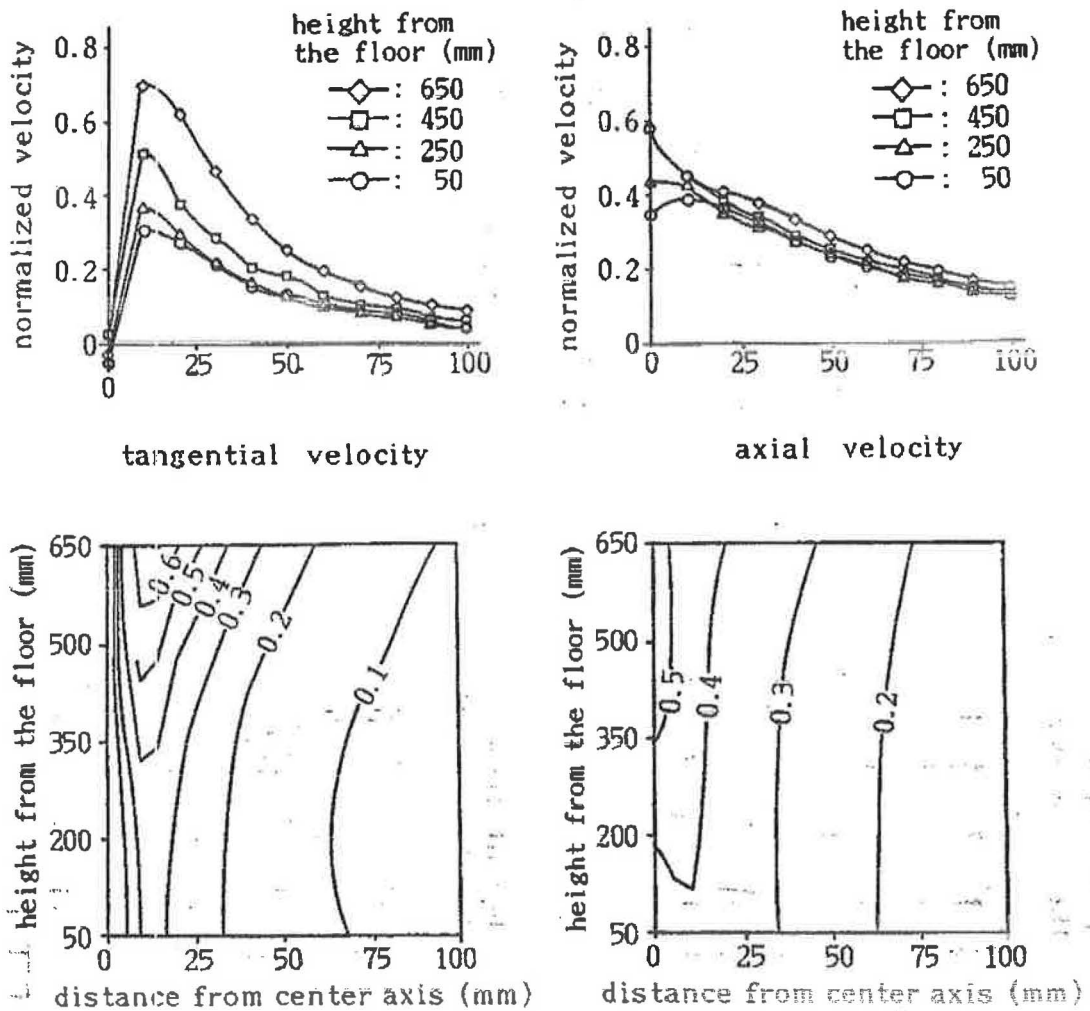 height from
the floor (mm)
◇ : 650
□ : 450
△ : 250
○ : 50
normalized velocity
0.8
0.6
0.4
0.2
0
0 25 50 75 100
tangential velocity
height from
the floor (mm)
◇ : 650
□ : 450
△ : 250
○ : 50
normalized velocity
0.8
0.6
0.4
0.2
0
0 25 50 75 100
axial velocity
height from the floor (mm)
650
500
350
200
50
0.6
0.5
0.4
0.3
0.2
0.1
0 25 50 75 100
distance from center axis (mm)
height from the floor (mm)
650
500
350
200
50
0.5
0.4
0.3
0.2
0 25 50 75 100
distance from center axis (mm)